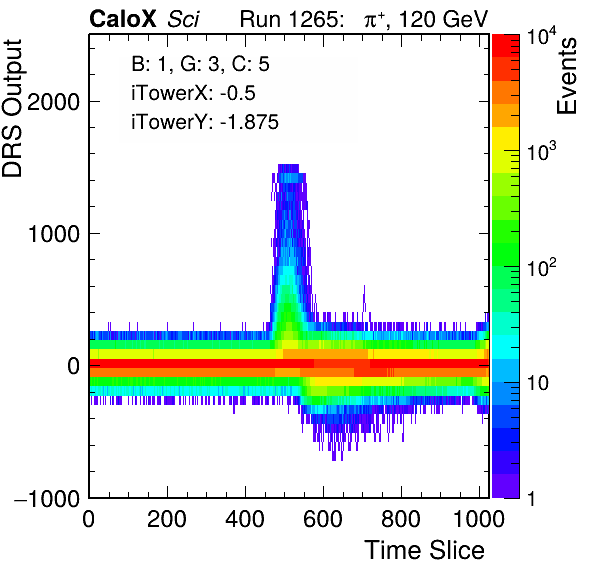 CaloX Sci Run 1265: π⁺, 120 GeV
B: 1, G: 3, C: 5
iTowerX: -0.5
iTowerY: -1.875
DRS Output
2000
1000
0
−1000
0 200 400 600 800 1000
Time Slice
Events
10⁴
10³
10²
10
1